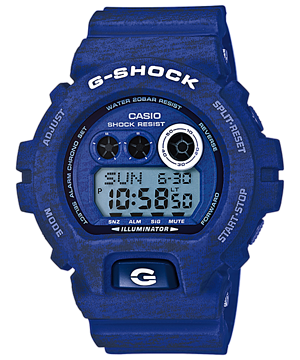 G-SHOCK
WATER 20BAR RESIST
CASIO
SHOCK RESIST
ADJUST
SPLIT·RESET
ALARM CHRONO SET
REVERSE
SUN 6-30
P 10:58 50
SNZ ALM SIG MUTE
SELECT
FORWARD
MODE
START·STOP
ILLUMINATOR
G